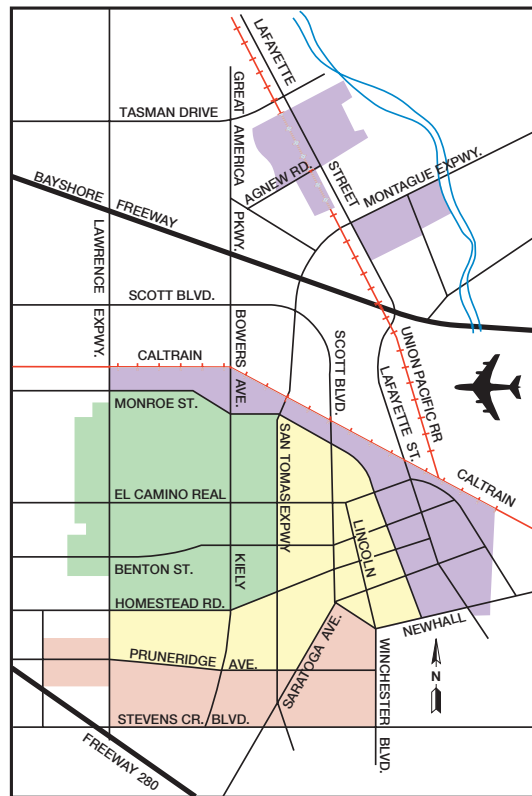 LAFAYETTE
STREET
GREAT AMERICA
PKWY.
TASMAN DRIVE
AGNEW RD.
MONTAGUE EXPWY.
BAYSHORE
FREEWAY
LAWRENCE
EXPWY.
SCOTT BLVD.
BOWERS AVE.
SCOTT BLVD.
UNION PACIFIC RR
LAFAYETTE ST.
CALTRAIN
CALTRAIN
MONROE ST.
SAN TOMAS EXPWY
EL CAMINO REAL
LINCOLN
BENTON ST.
KIELY
HOMESTEAD RD.
NEWHALL
PRUNERIDGE AVE.
SARATOGA AVE.
WINCHESTER
BLVD.
N
STEVENS CR. BLVD.
FREEWAY 280